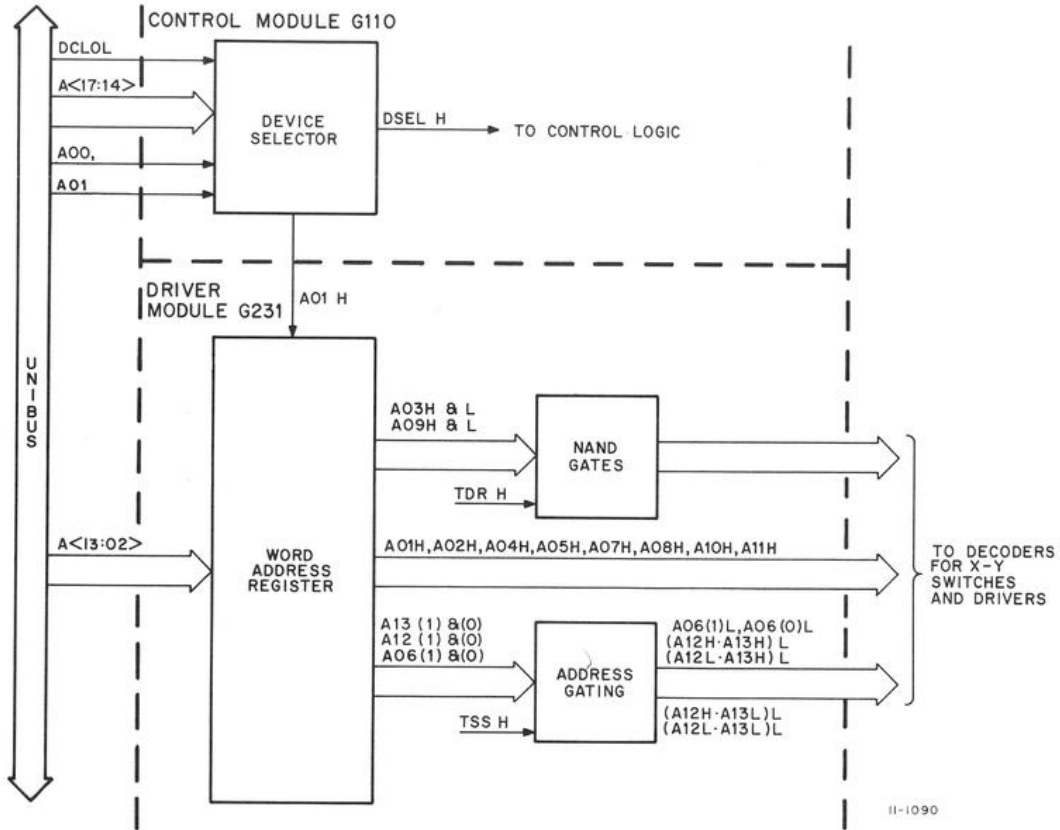 CONTROL MODULE G110
DCLOL
A<17:14>
A00,
A01
DEVICE
SELECTOR
DSEL H
TO CONTROL LOGIC
DRIVER
MODULE G231
A01 H
UNIBUS
A<13:02>
WORD
ADDRESS
REGISTER
A03H & L
A09H & L
NAND
GATES
TDR H
A01H, A02H, A04H, A05H, A07H, A08H, A10H, A11H
TO DECODERS
FOR X-Y
SWITCHES
AND DRIVERS
A13 (1) &(0)
A12 (1) &(0)
A06 (1) &(0)
ADDRESS
GATING
TSS H
A06(1)L, A06(0)L
(A12H·A13H) L
(A12L·A13H) L
(A12H·A13L)L
(A12L·A13L)L
11-1090